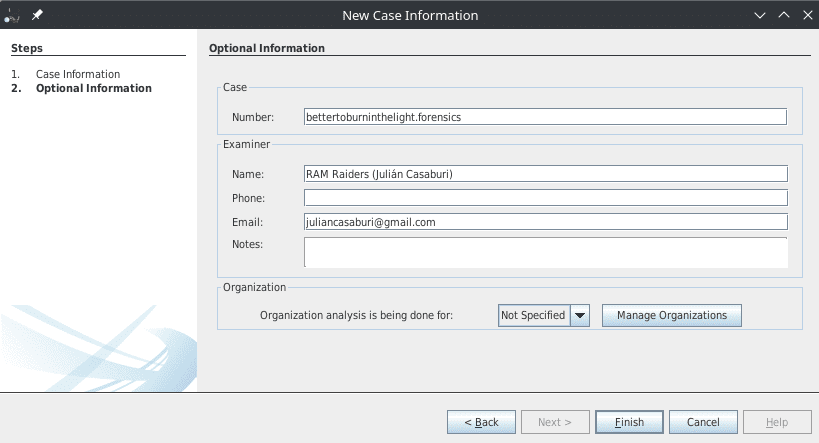 New Case Information
Steps
1. Case Information
2. Optional Information
Optional Information
Case
Number: bettertoburninthelight.forensics
Examiner
Name: RAM Raiders (Julián Casaburi)
Phone:
Email: juliancasaburi@gmail.com
Notes:
Organization
Organization analysis is being done for: Not Specified Manage Organizations
< Back Next > Finish Cancel Help